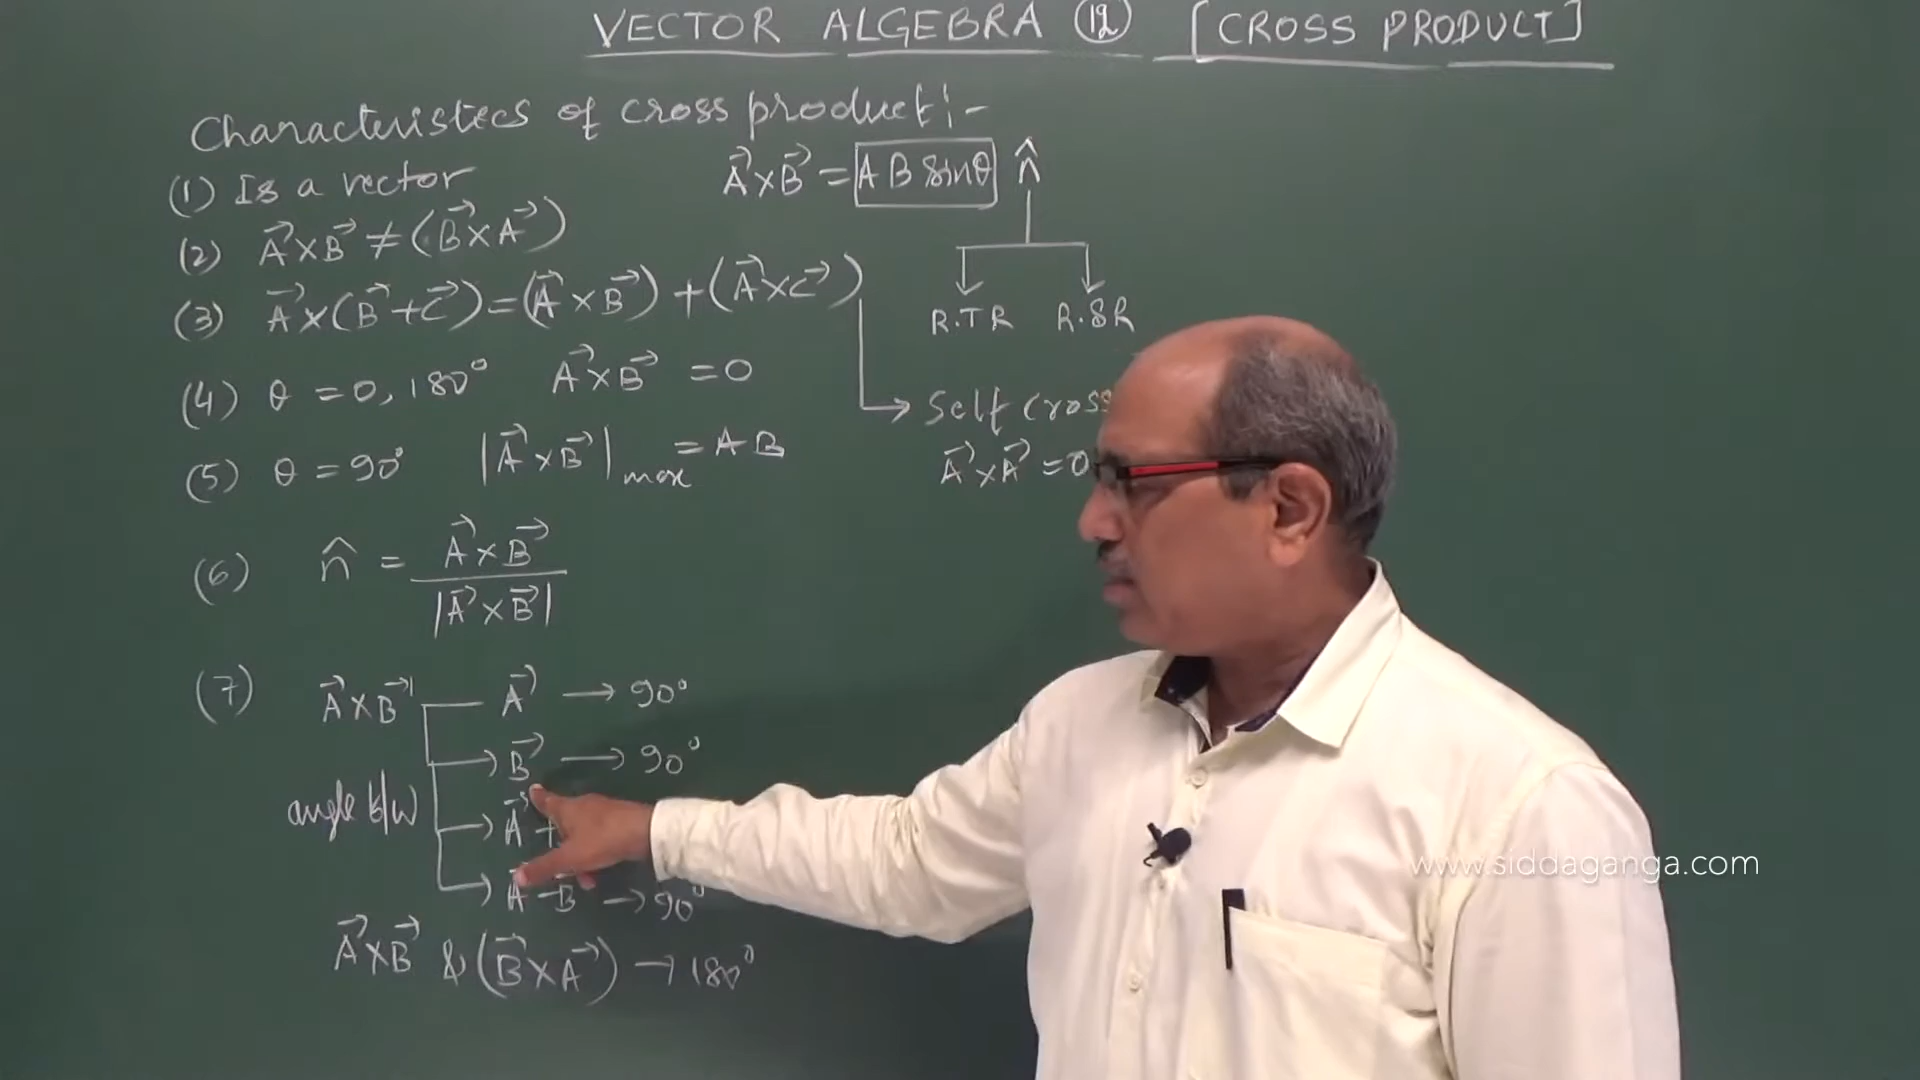 VECTOR ALGEBRA 12 [CROSS PRODUCT]
Characteristics of cross product:-
A⃗×B⃗ = AB sinθ n̂
R.T.R R.S.R
(1) Is a vector
(2) A⃗×B⃗ ≠ (B⃗×A⃗)
(3) A⃗×(B⃗+C⃗) = (A⃗×B⃗) + (A⃗×C⃗)
(4) θ = 0, 180° A⃗×B⃗ = 0
Self cross
A⃗×A⃗ = 0
(5) θ = 90° |A⃗×B⃗|max = AB
(6) n̂ = A⃗×B⃗ / |A⃗×B⃗|
(7) A⃗×B⃗ A⃗ → 90°
→ B⃗ → 90°
angle b/w → A⃗ +
→ A⃗ - B⃗ → 90°
A⃗×B⃗ & (B⃗×A⃗) → 180°
www.siddaganga.com